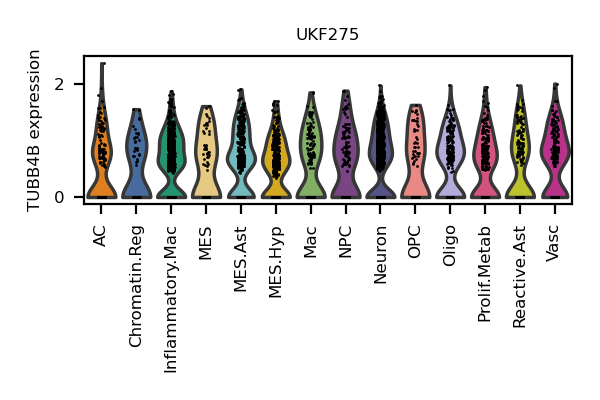 UKF275
TUBB4B expression
2
0
AC
Chromatin.Reg
Inflammatory.Mac
MES
MES.Ast
MES.Hyp
Mac
NPC
Neuron
OPC
Oligo
Prolif.Metab
Reactive.Ast
Vasc